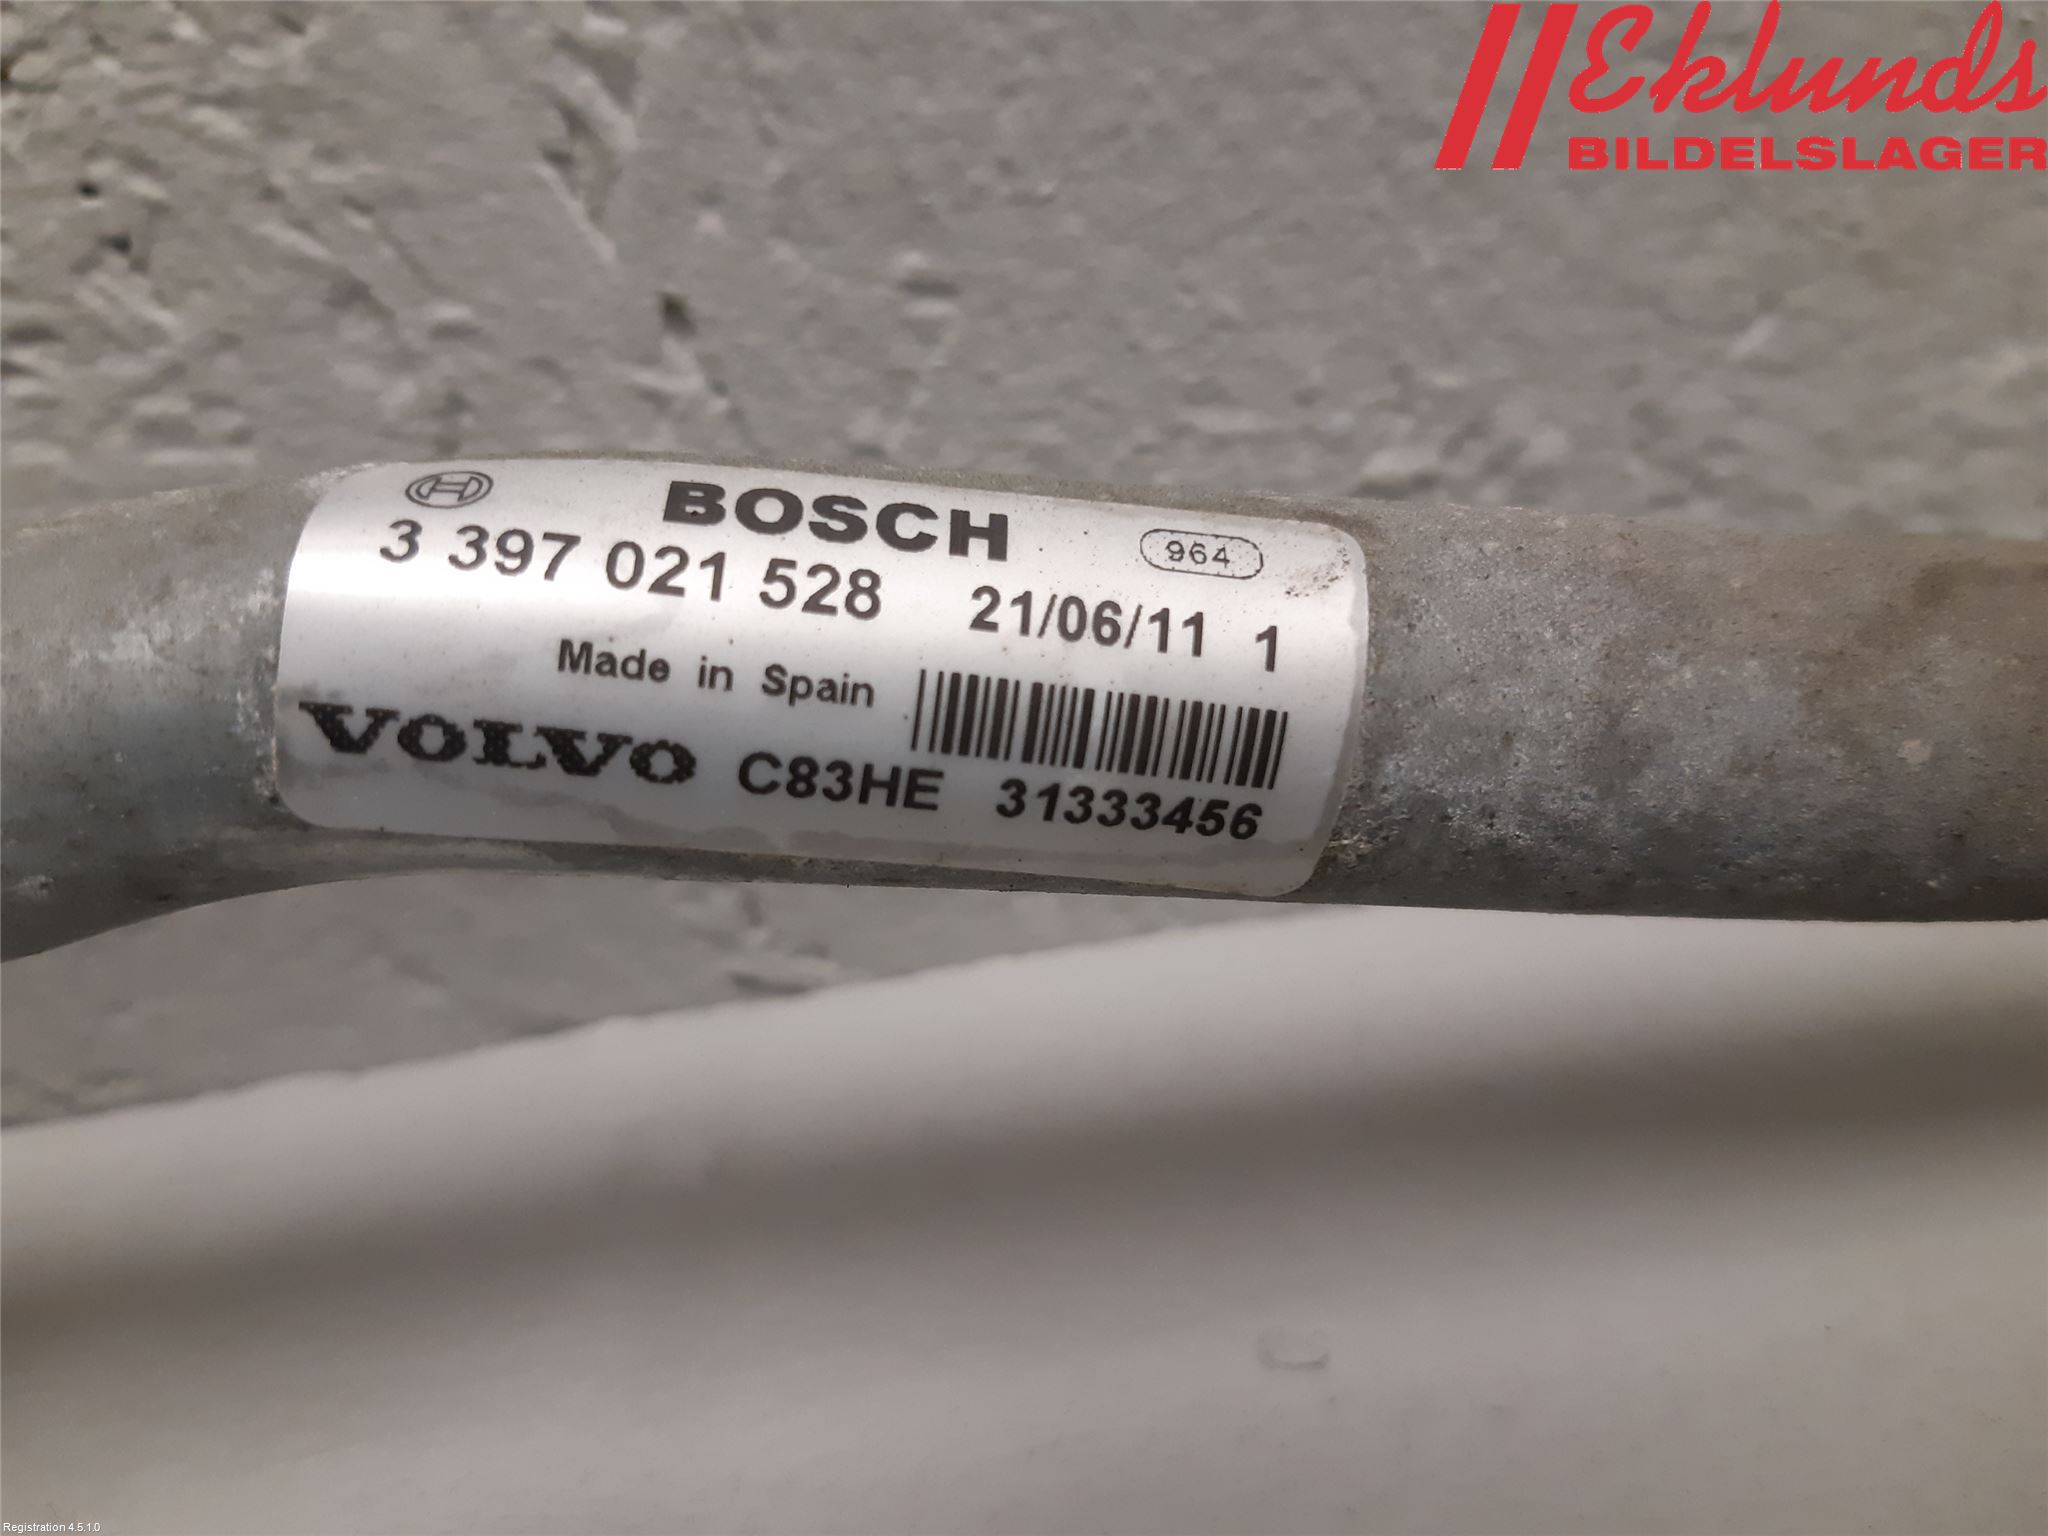 Eklunds
BILDELSLAGER
BOSCH 964
3 397 021 528 21/06/11 1
Made in Spain
VOLVO C83HE 31333456
Registration 4.5.1.0